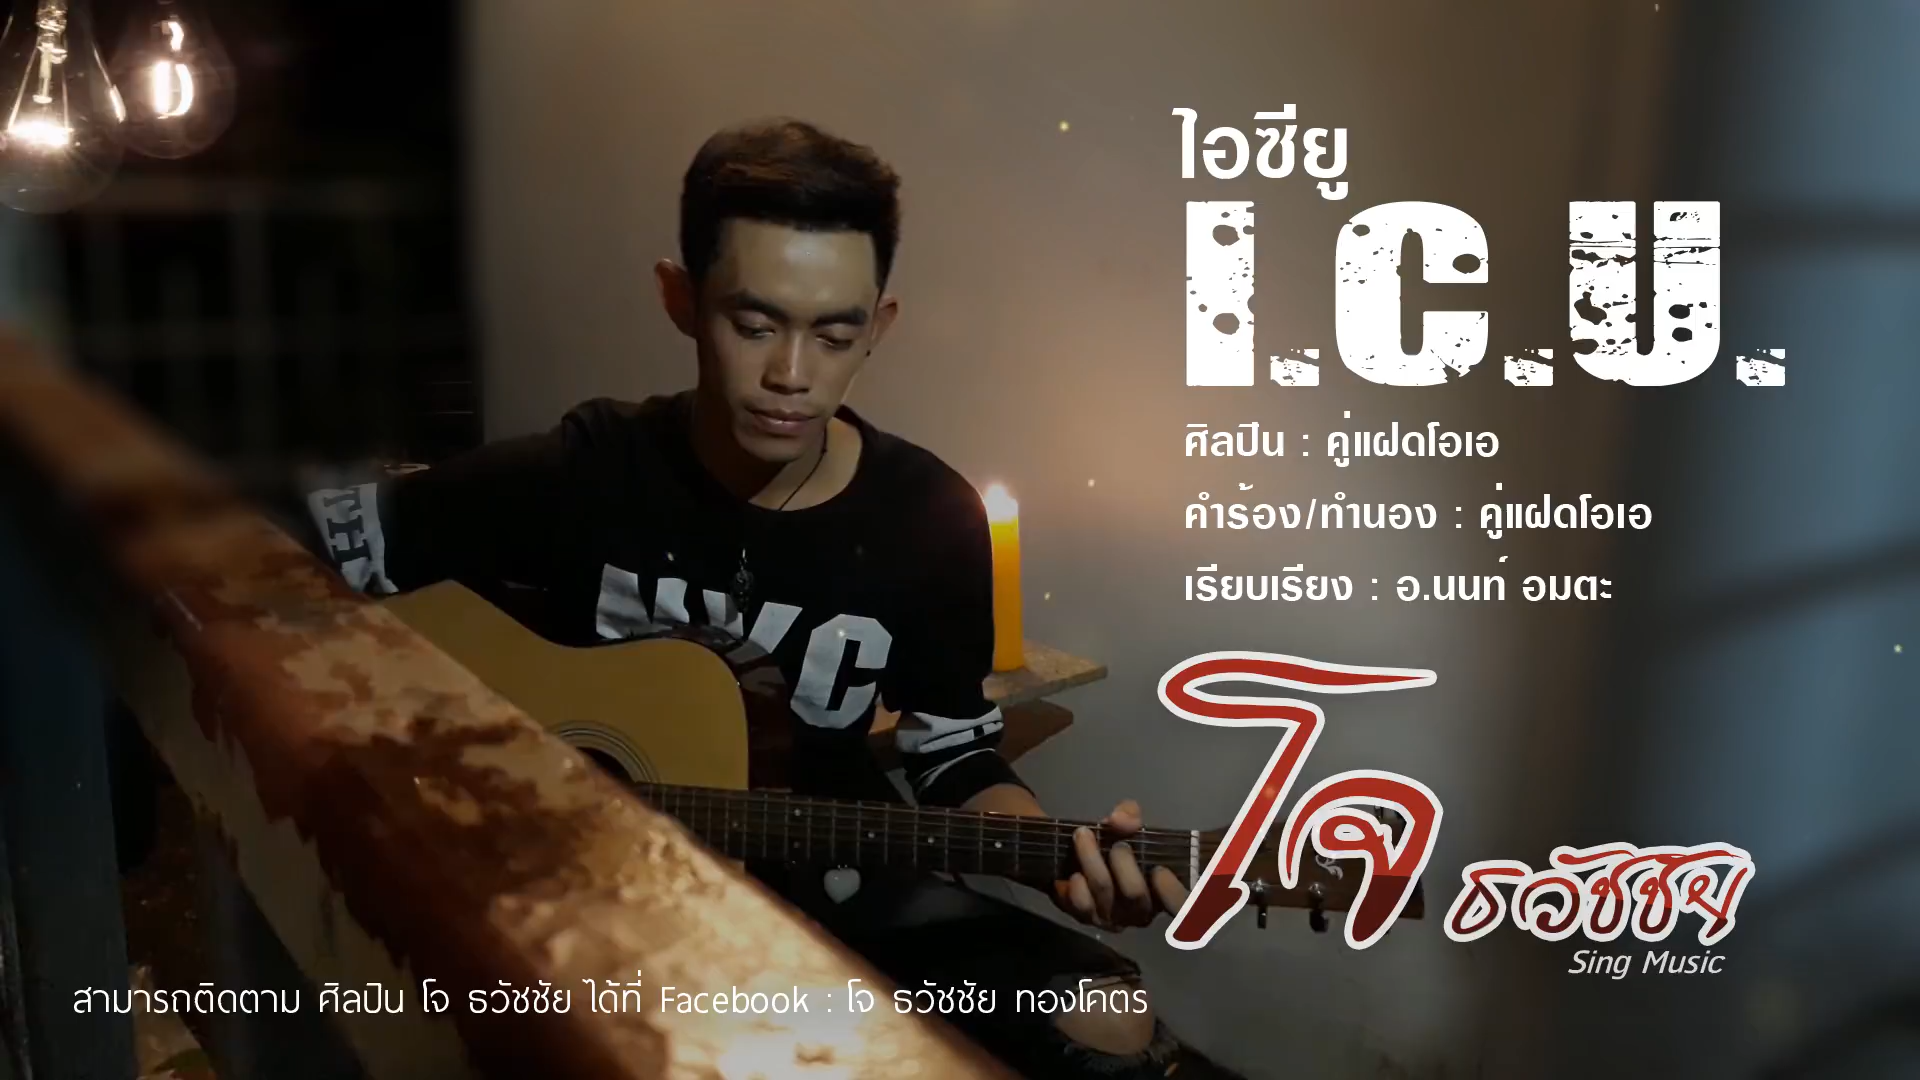 ไอซียู
I.C.U.
ศิลปิน : คู่แฝดโอเอ
คำร้อง/ทำนอง : คู่แฝดโอเอ
เรียบเรียง : อ.นนท์ อมตะ
โจ ธวัชชัย
Sing Music
NYC
สามารถติดตาม ศิลปิน โจ ธวัชชัย ได้ที่ Facebook : โจ ธวัชชัย ทองโคตร